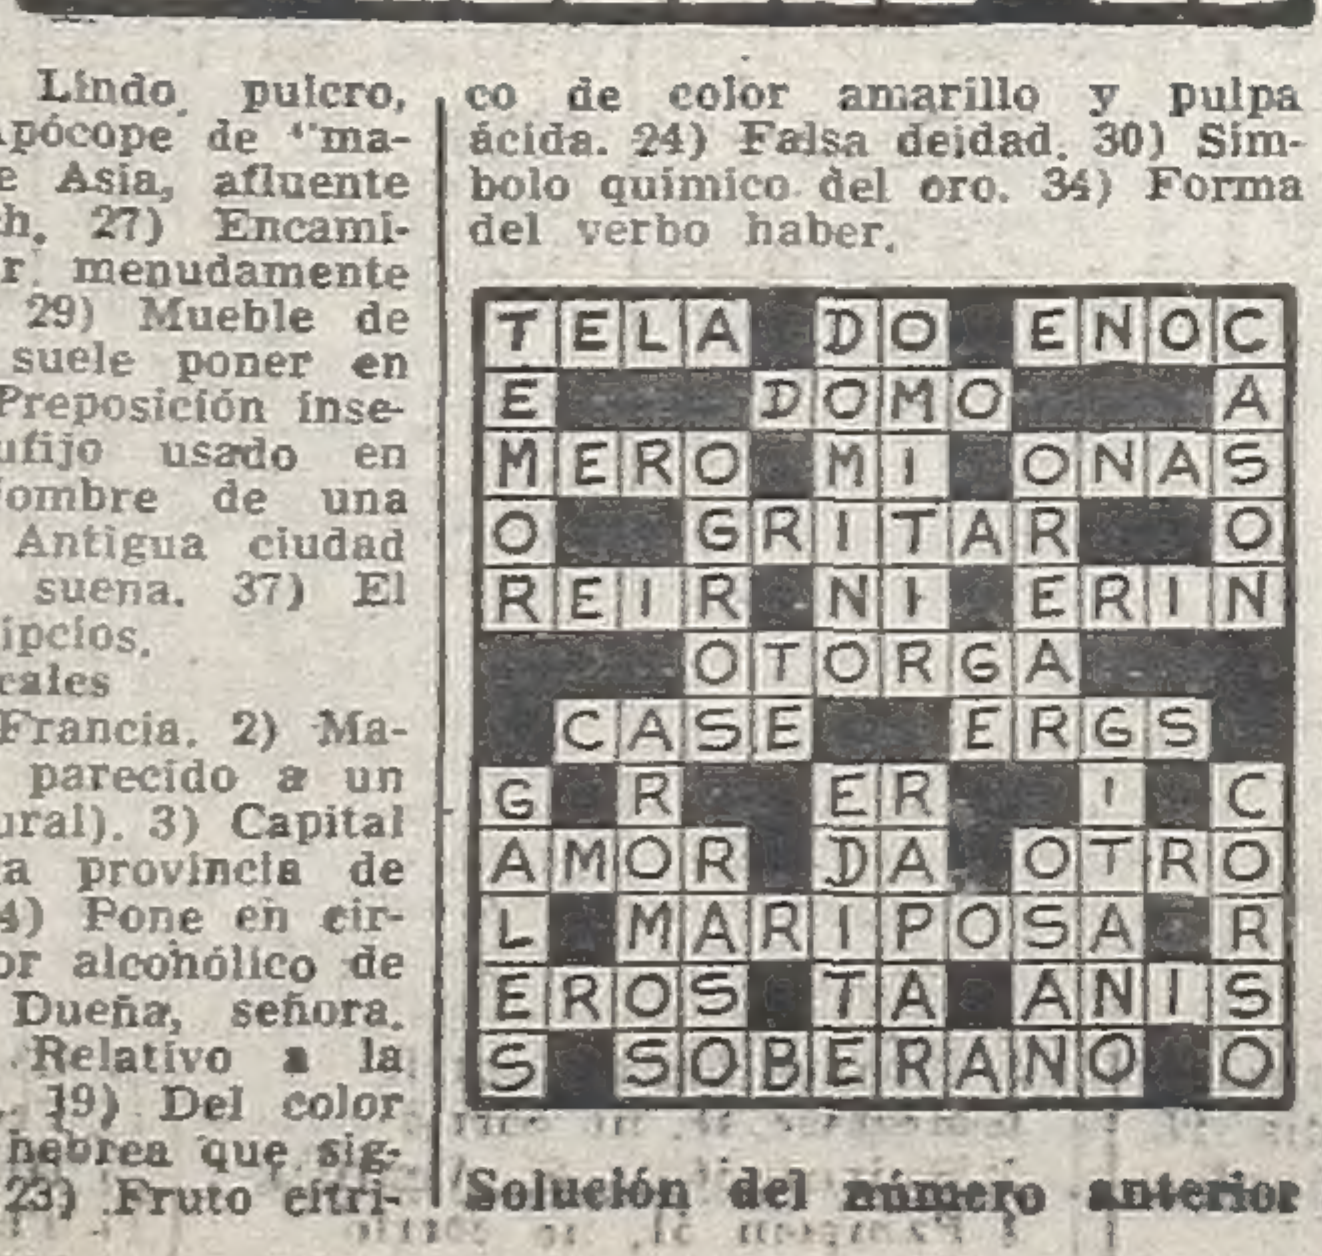 Lindo, pulcro,
Apócope de "ma-
e Asia, afluente
h. 27) Encami-
r menudamente
29) Mueble de
suele poner en
Preposición inse-
ufijo usado en
Nombre de una
Antigua ciudad
suena. 37) El
ipcios.
cales
Francia. 2) Ma-
parecido a un
ural). 3) Capital
la provincia de
4) Pone en cir-
or alcohólico de
Dueña, señora.
Relativo a la
19) Del color
hebrea que sig-
23) Fruto cítri-
co de color amarillo y pulpa
ácida. 24) Falsa deidad. 30) Sím-
bolo químico del oro. 34) Forma
del verbo haber.
TELA DO ENOC
E DOMO A
MERO MI ONAS
O GRITAR O
REIR NI ERIN
OTORGA
CASE ERGS
G R ER I C
AMOR DA OTRO
L MARIPOSA R
EROS TA ANIS
S SOBERANO O
Solución del número anterior